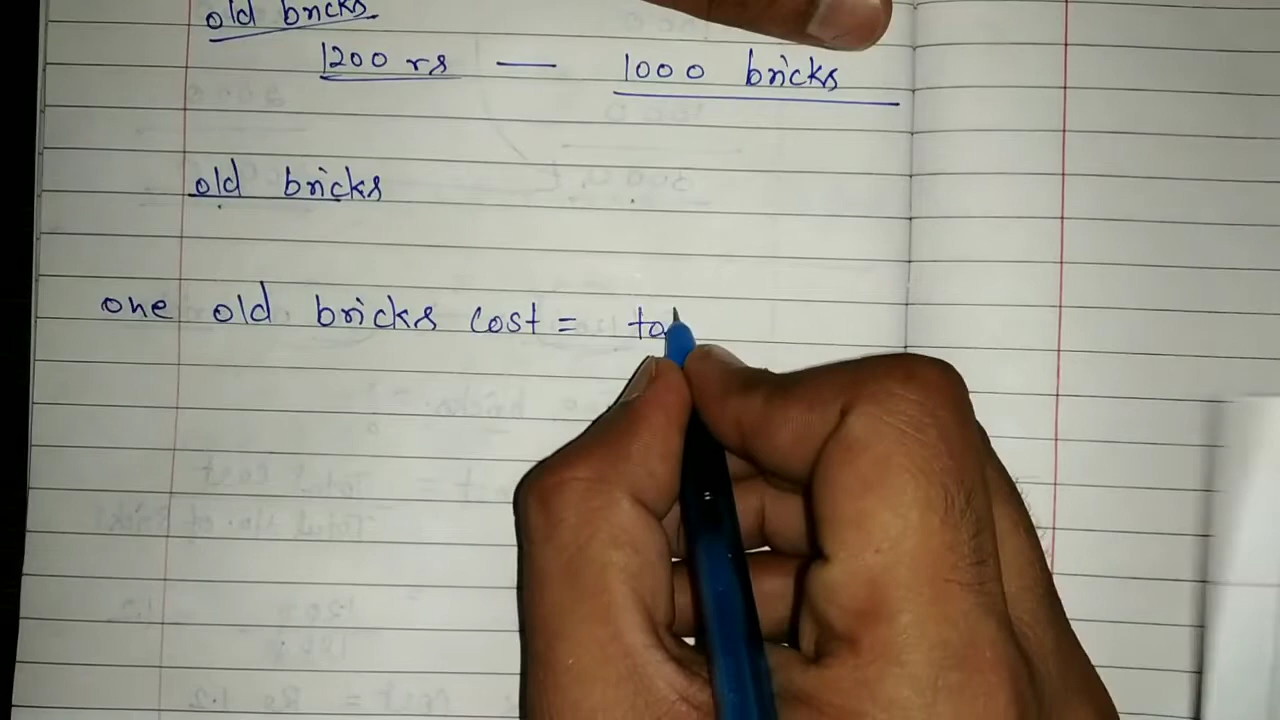 old bricks
1200 rs — 1000 bricks
old bricks
one old bricks cost = to